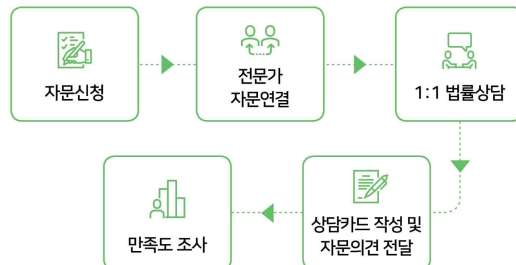 자문신청
전문가
자문연결
1:1 법률상담
상담카드 작성 및
자문의견 전달
만족도 조사